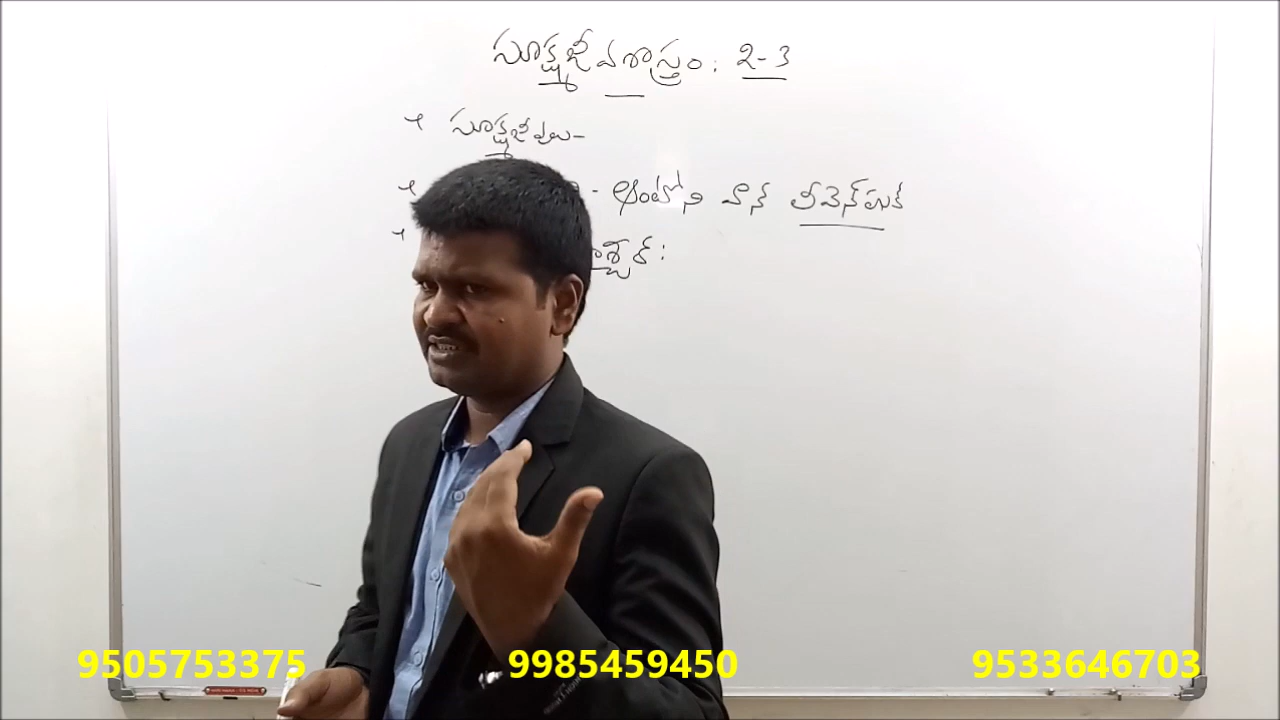 సూక్ష్మజీవశాస్త్రం : 2-3
సూక్ష్మజీవులు-
- ఆంటోని వాన్ లీవెన్‌హుక్
:
9505753375 9985459450 9533646703